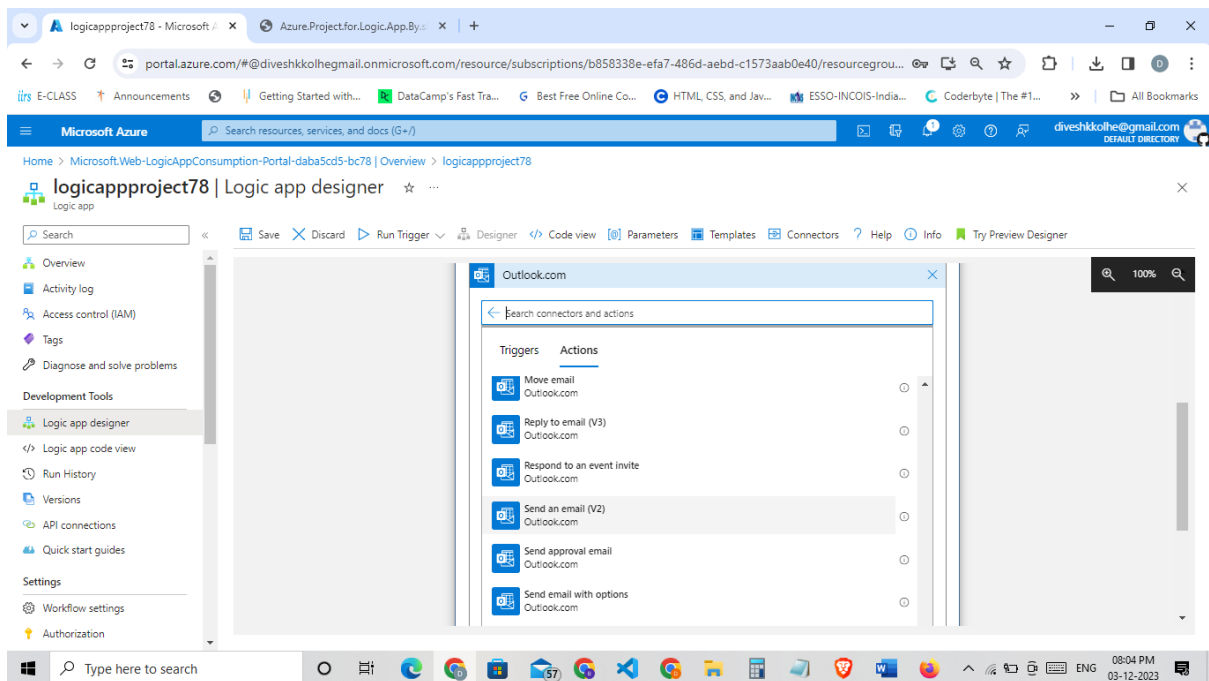 logicappproject78 - Microsoft A
Azure.Project.for.Logic.App.By.s
portal.azure.com/#@diveshkkolhegmail.onmicrosoft.com/resource/subscriptions/b858338e-efa7-486d-aebd-c1573aab0e40/resourcegrou...
D
iirs E-CLASS
Announcements
Getting Started with...
DataCamp's Fast Tra...
G Best Free Online Co...
HTML, CSS, and Jav...
ESSO-INCOIS-India...
Coderbyte | The #1...
»
All Bookmarks
Microsoft Azure
Search resources, services, and docs (G+/)
1
diveshkkolhe@gmail.com
DEFAULT DIRECTORY
Home > Microsoft.Web-LogicAppConsumption-Portal-daba5cd5-bc78 | Overview > logicappproject78
logicappproject78 | Logic app designer
Logic app
Search
«
Save
Discard
Run Trigger
Designer
Code view
Parameters
Templates
Connectors
Help
Info
Try Preview Designer
Overview
Activity log
Access control (IAM)
Tags
Diagnose and solve problems
Development Tools
Logic app designer
Logic app code view
Run History
Versions
API connections
Quick start guides
Settings
Workflow settings
Authorization
Outlook.com
Search connectors and actions
Triggers Actions
Move email
Outlook.com
Reply to email (V3)
Outlook.com
Respond to an event invite
Outlook.com
Send an email (V2)
Outlook.com
Send approval email
Outlook.com
Send email with options
Outlook.com
100%
Type here to search
57
ENG
08:04 PM
03-12-2023